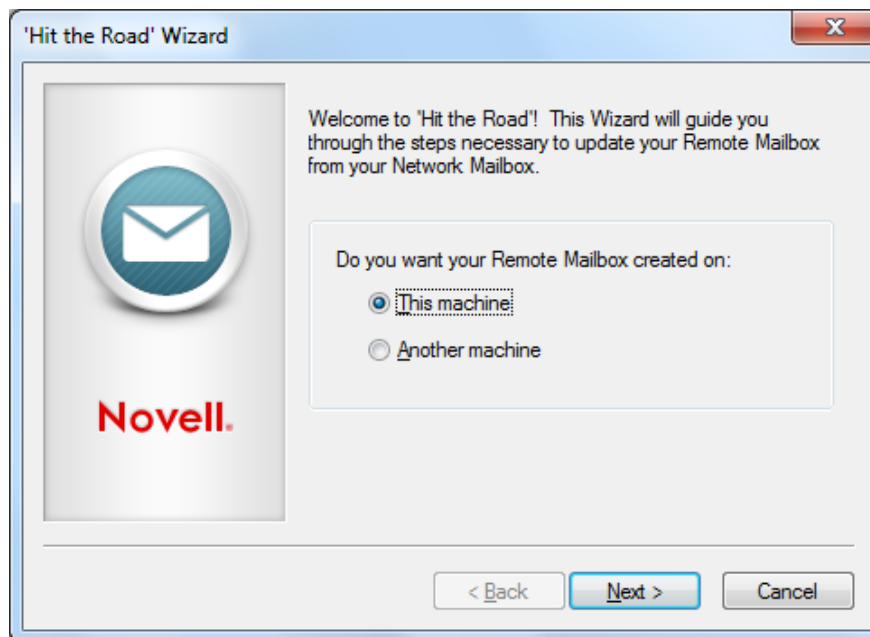 'Hit the Road' Wizard
Welcome to 'Hit the Road'! This Wizard will guide you
through the steps necessary to update your Remote Mailbox
from your Network Mailbox.
Do you want your Remote Mailbox created on:
This machine
Another machine
Novell.
< Back
Next >
Cancel